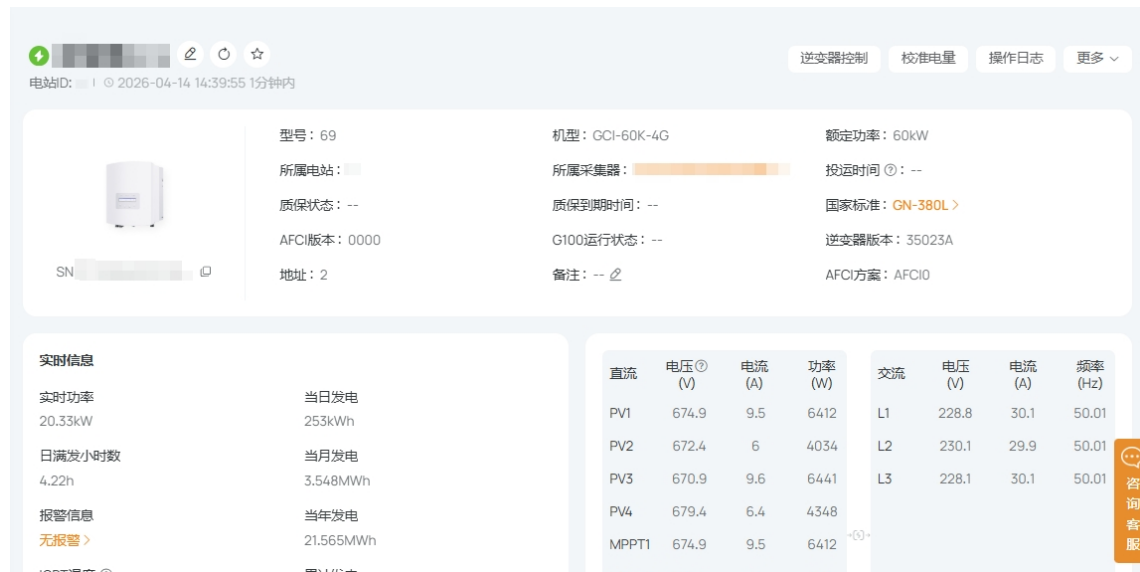 逆变器控制 校准电量 操作日志 更多
电站ID: 2026-04-14 14:39:55 1分钟内
型号：69 机型：GCI-60K-4G 额定功率：60kW
所属电站： 所属采集器： 投运时间 ?：--
质保状态：-- 质保到期时间：-- 国家标准：GN-380L >
AFCI版本：0000 G100运行状态：-- 逆变器版本：35023A
SN
地址：2 备注：-- AFCI方案：AFCI0
实时信息
实时功率 当日发电
20.33kW 253kWh
日满发小时数 当月发电
4.22h 3.548MWh
报警信息 当年发电
无报警 > 21.565MWh
直流 电压? (V) 电流 (A) 功率 (W)
PV1 674.9 9.5 6412
PV2 672.4 6 4034
PV3 670.9 9.6 6441
PV4 679.4 6.4 4348
MPPT1 674.9 9.5 6412
交流 电压 (V) 电流 (A) 频率 (Hz)
L1 228.8 30.1 50.01
L2 230.1 29.9 50.01
L3 228.1 30.1 50.01
咨询客服